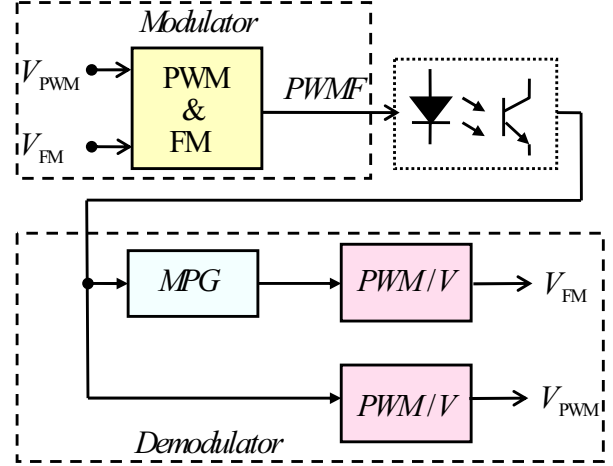 Modulator
V_PWM
PWM
&
FM
PWMF
V_FM
MPG
PWM/V
V_FM
PWM/V
V_PWM
Demodulator